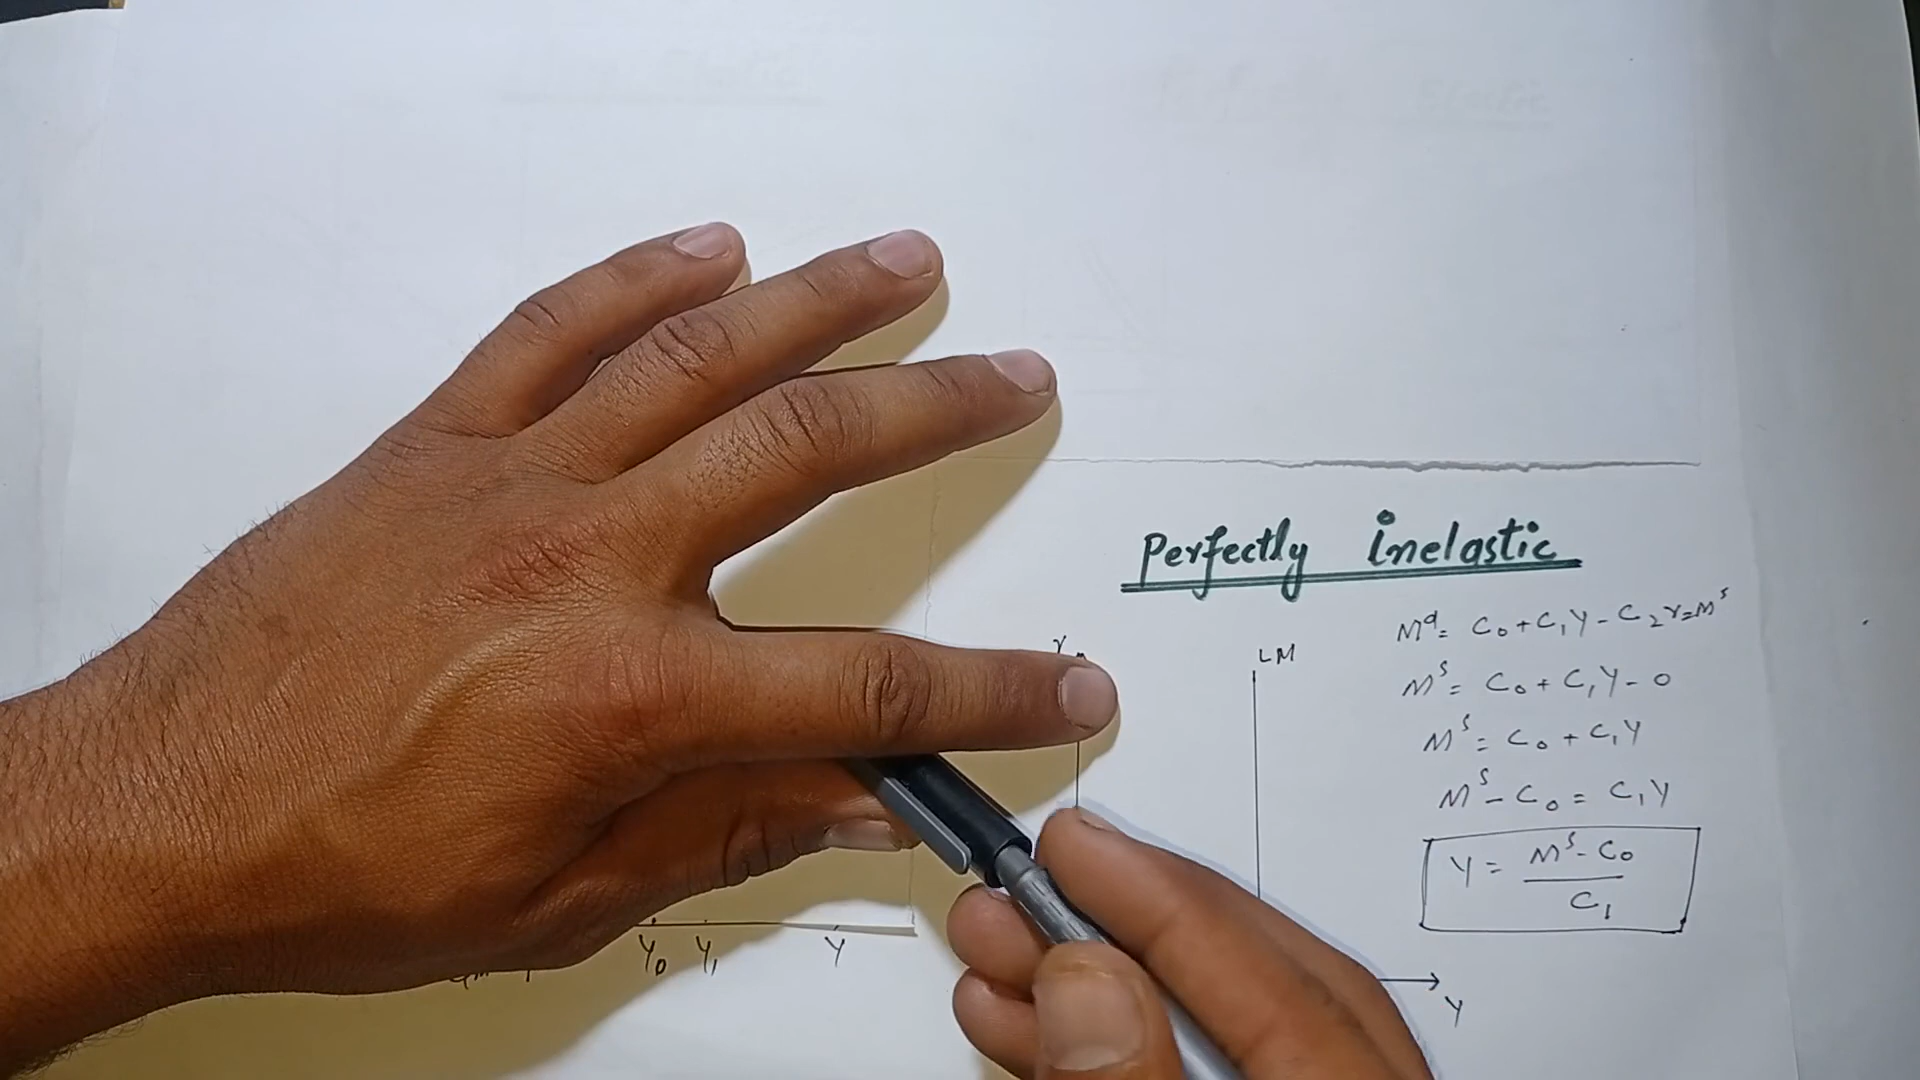 Perfectly inelastic
Mᵈ = C₀ + C₁Y - C₂r = Mˢ
Mˢ = C₀ + C₁Y - 0
Mˢ = C₀ + C₁Y
Mˢ - C₀ = C₁Y
Y = Mˢ - C₀ / C₁
r
LM
Y₀ Y₁ Y
Y